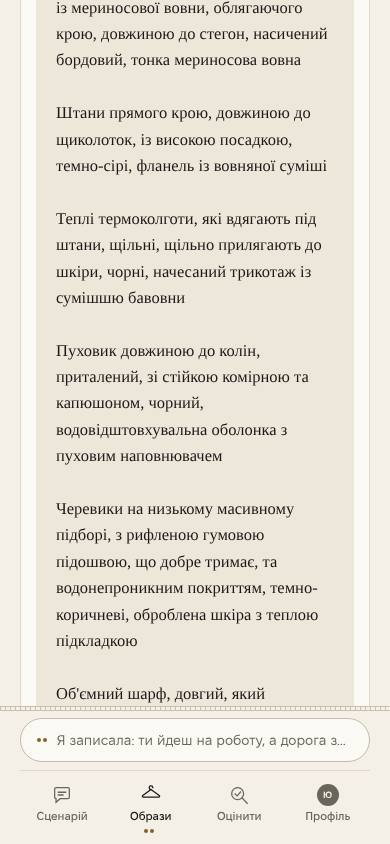 із мериносової вовни, облягаючого
крою, довжиною до стегон, насичений
бордовий, тонка мериносова вовна
Штани прямого крою, довжиною до
щиколоток, із високою посадкою,
темно-сірі, фланель із вовняної суміші
Теплі термоколготи, які вдягають під
штани, щільні, щільно прилягають до
шкіри, чорні, начесаний трикотаж із
сумішшю бавовни
Пуховик довжиною до колін,
приталений, зі стійкою комірною та
капюшоном, чорний,
водовідштовхувальна оболонка з
пуховим наповнювачем
Черевики на низькому масивному
підборі, з рифленою гумовою
підошвою, що добре тримає, та
водонепроникним покриттям, темно-
коричневі, оброблена шкіра з теплою
підкладкою
Об'ємний шарф, довгий, який
Я записала: ти йдеш на роботу, а дорога з…
Сценарій
Образи
Оцінити
Ю
Профіль